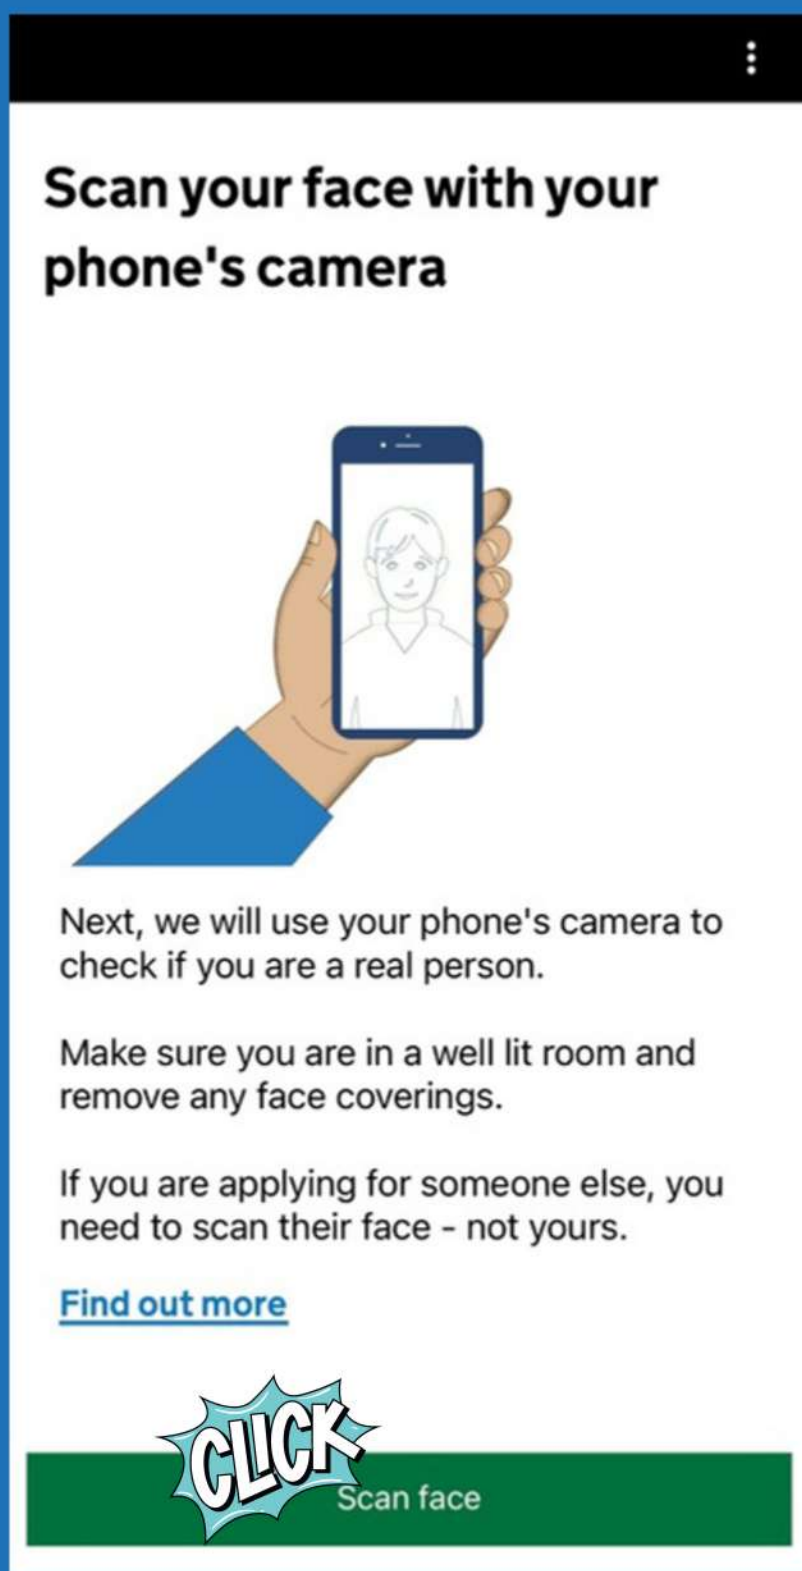 Scan your face with your
phone's camera
Next, we will use your phone's camera to
check if you are a real person.
Make sure you are in a well lit room and
remove any face coverings.
If you are applying for someone else, you
need to scan their face - not yours.
Find out more
CLICK
Scan face